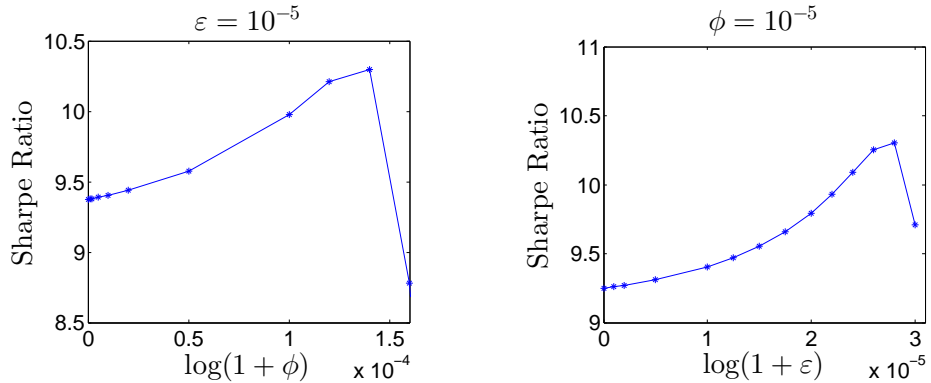 ε = 10⁻⁵
10.5
10
9.5
9
8.5
Sharpe Ratio
0 0.5 1 1.5
x 10⁻⁴
log(1 + ϕ)
ϕ = 10⁻⁵
11
10.5
10
9.5
9
Sharpe Ratio
0 1 2 3
x 10⁻⁵
log(1 + ε)